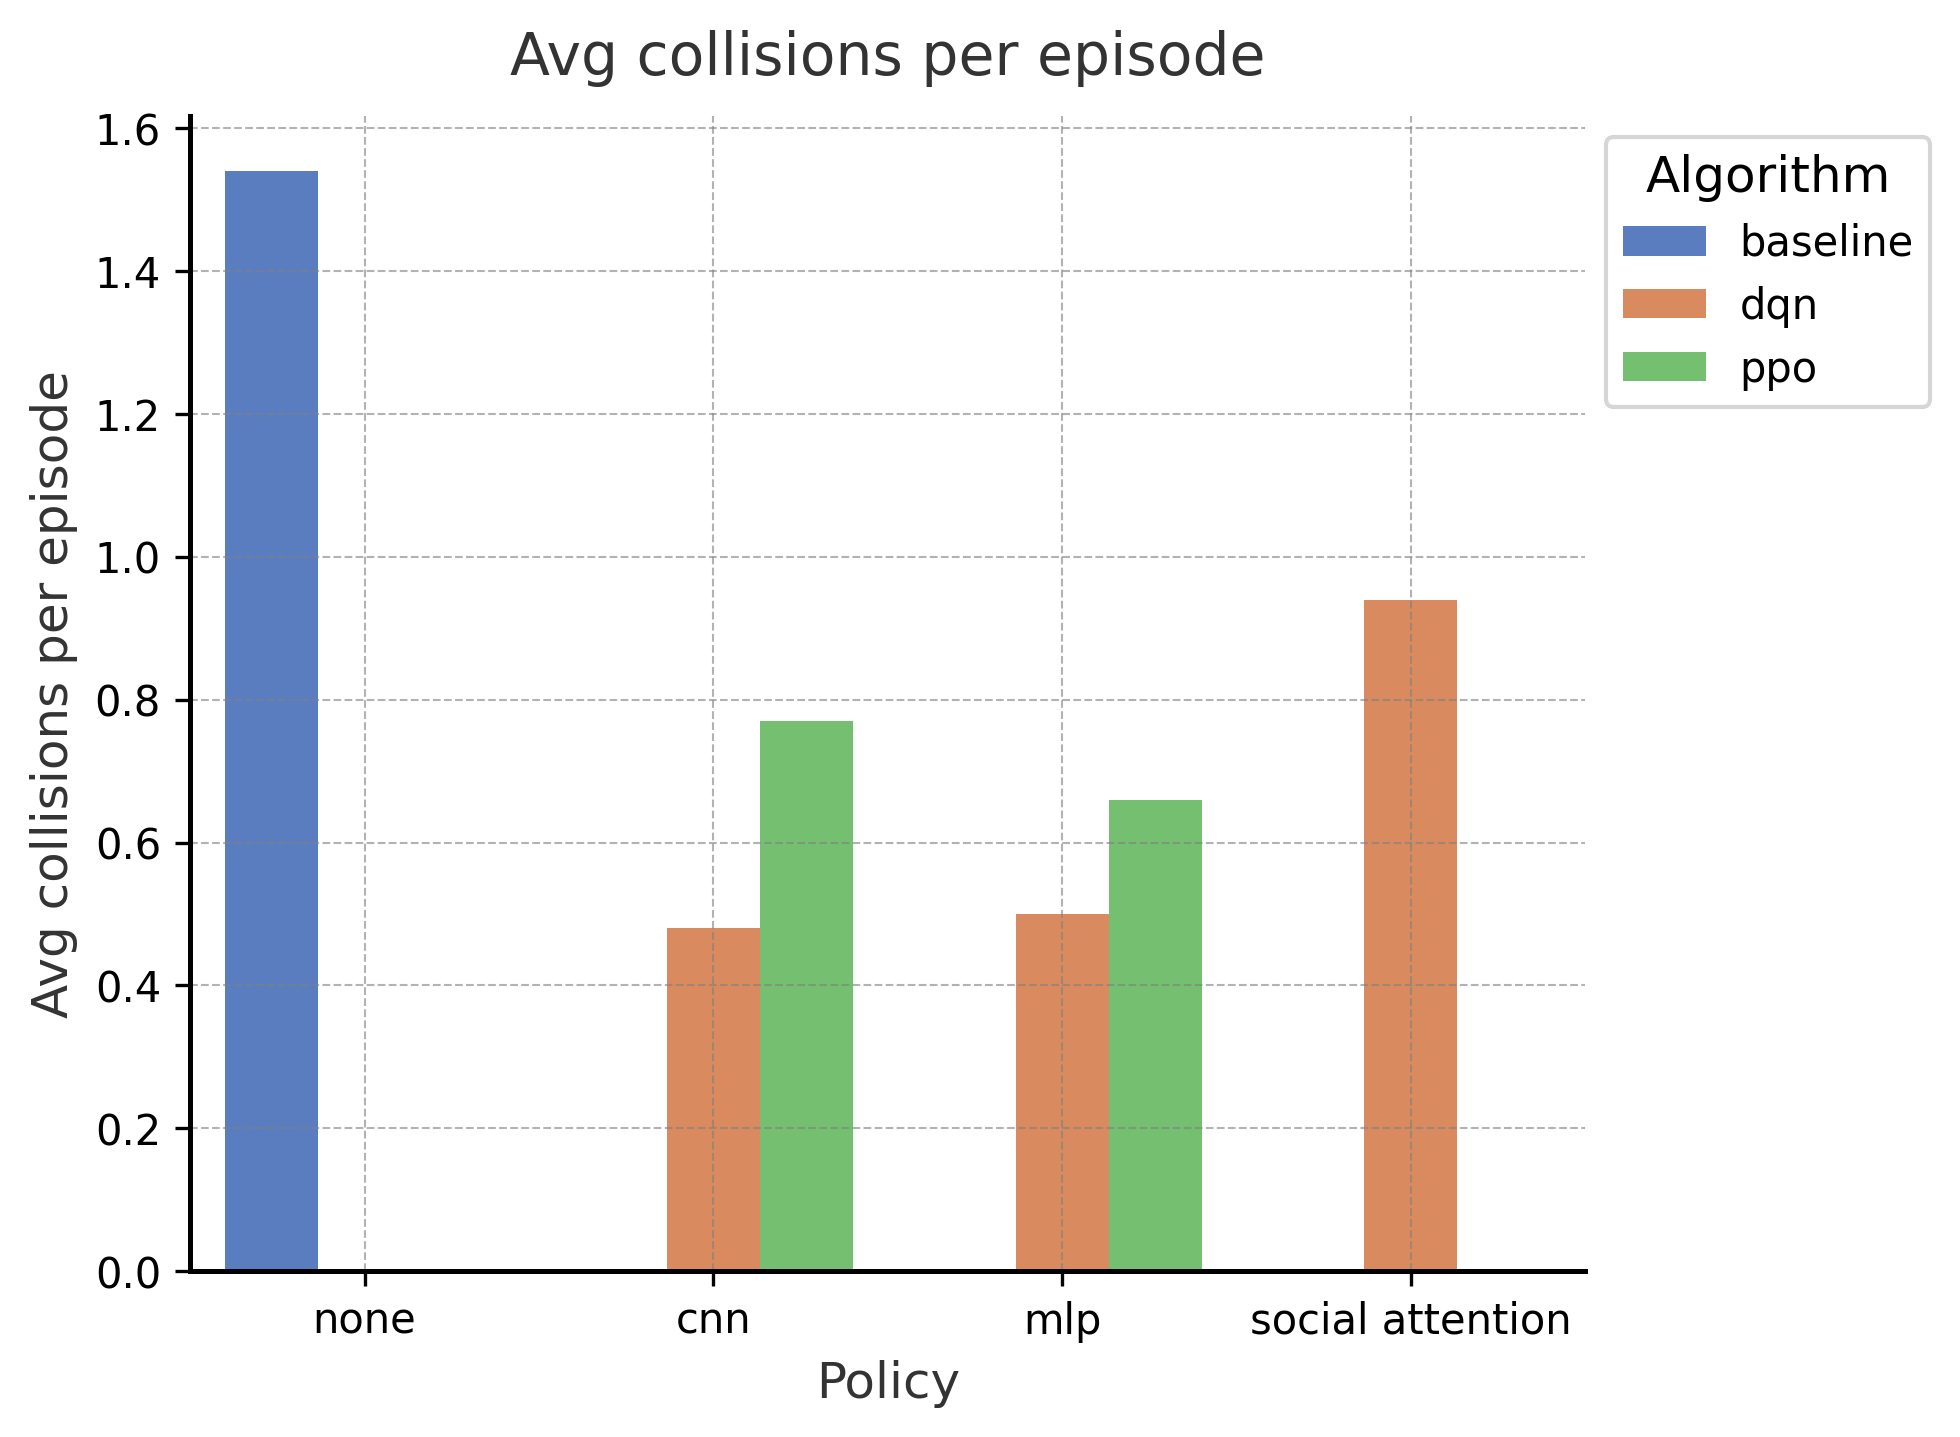 Avg collisions per episode
Avg collisions per episode
1.6
1.4
1.2
1.0
0.8
0.6
0.4
0.2
0.0
none cnn mlp social attention
Policy
Algorithm
baseline
dqn
ppo